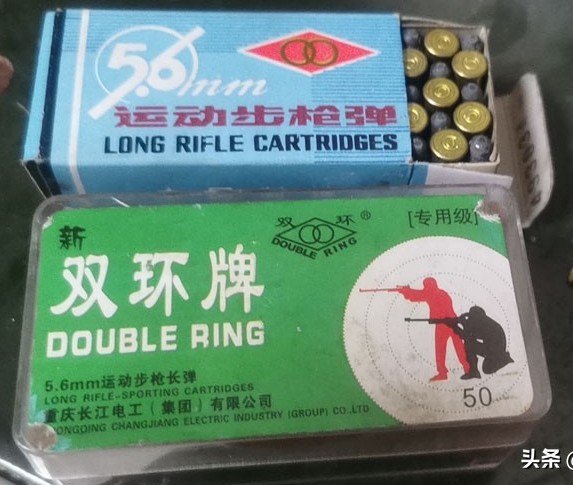 5.6mm
运动步枪弹
LONG RIFLE CARTRIDGES
新
双环®
DOUBLE RING
[专用级]
双环牌
DOUBLE RING
5.6mm运动步枪长弹
LONG RIFLE-SPORTING CARTRIDGES
重庆长江电工(集团)有限公司
CHONGQING CHANGJIANG ELECTRIC INDUSTRY (GROUP) CO.,LTD
50
头条